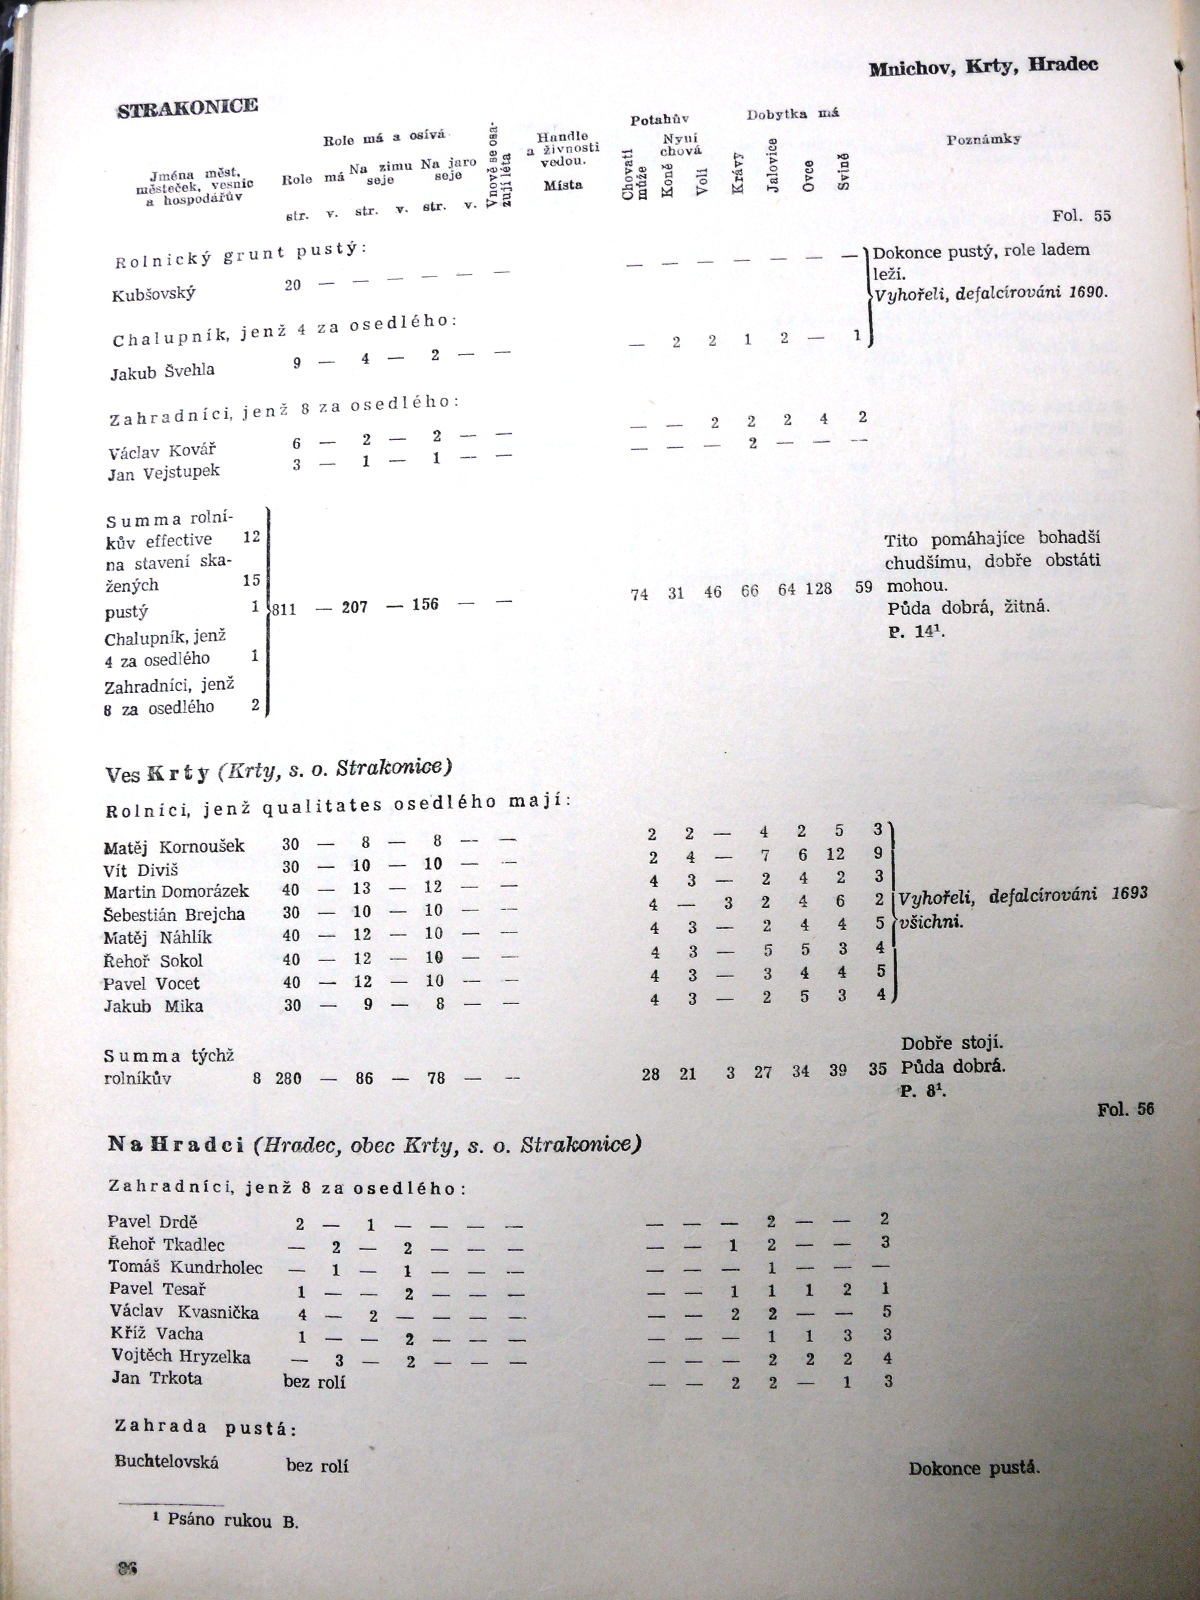 Mnichov, Krty, Hradec
STRAKONICE
Jména měst, městeček, vesnic a hospodářův
Role má a osívá
Role má str. v.
Na zimu seje str. v.
Na jaro seje str. v.
Vnově se osazují léta
Handle a živnosti vedou.
Místa
Potahův
Chovati může
Nyní chová
Koně
Volí
Dobytka má
Krávy
Jalovice
Ovce
Svině
Poznámky
Fol. 55
Rolnický grunt pustý:
Kubšovský 20 — — — — — — — — — — — — —
Dokonce pustý, role ladem
leží.
Vyhořeli, defalcírováni 1690.
Chalupník, jenž 4 za osedlého:
Jakub Švehla 9 — 4 — 2 — — — 2 2 1 2 — 1
Zahradníci, jenž 8 za osedlého:
Václav Kovář 6 — 2 — 2 — — — — 2 2 2 4 2
Jan Vejstupek 3 — 1 — 1 — — — — — 2 — — —
Summa rolní-
kův effective 12
na stavení ska-
žených 15
pustý 1 811 — 207 — 156 — — 74 31 46 66 64 128 59
Chalupník, jenž
4 za osedlého 1
Zahradníci, jenž
8 za osedlého 2
Tito pomáhajíce bohadší
chudšímu, dobře obstáti
mohou.
Půda dobrá, žitná.
P. 14¹.
Ves Krty (Krty, s. o. Strakonice)
Rolníci, jenž qualitates osedlého mají:
Matěj Kornoušek 30 — 8 — 8 — — 2 2 — 4 2 5 3
Vít Diviš 30 — 10 — 10 — — 2 4 — 7 6 12 9
Martin Domorázek 40 — 13 — 12 — — 4 3 — 2 4 2 3
Šebestián Brejcha 30 — 10 — 10 — — 4 — 3 2 4 6 2
Matěj Náhlík 40 — 12 — 10 — — 4 3 — 2 4 4 5
Řehoř Sokol 40 — 12 — 10 — — 4 3 — 5 5 3 4
Pavel Vocet 40 — 12 — 10 — — 4 3 — 3 4 4 5
Jakub Mika 30 — 9 — 8 — — 4 3 — 2 5 3 4
Vyhořeli, defalcírováni 1693
všichni.
Summa týchž
rolníkův 8 280 — 86 — 78 — — 28 21 3 27 34 39 35
Dobře stojí.
Půda dobrá.
P. 8¹.
Fol. 56
Na Hradci (Hradec, obec Krty, s. o. Strakonice)
Zahradníci, jenž 8 za osedlého:
Pavel Drdě 2 — 1 — — — — — — — 2 — — 2
Řehoř Tkadlec — 2 — 2 — — — — — 1 2 — — 3
Tomáš Kundrholec — 1 — 1 — — — — — — 1 — — —
Pavel Tesař 1 — — 2 — — — — — 1 1 1 2 1
Václav Kvasnička 4 — 2 — — — — — — 2 2 — — 5
Kříž Vacha 1 — — 2 — — — — — — 1 1 3 3
Vojtěch Hryzelka — 3 — 2 — — — — — — 2 2 2 4
Jan Trkota bez rolí — — 2 2 — 1 3
Zahrada pustá:
Buchtelovská bez rolí Dokonce pustá.
¹ Psáno rukou B.
86